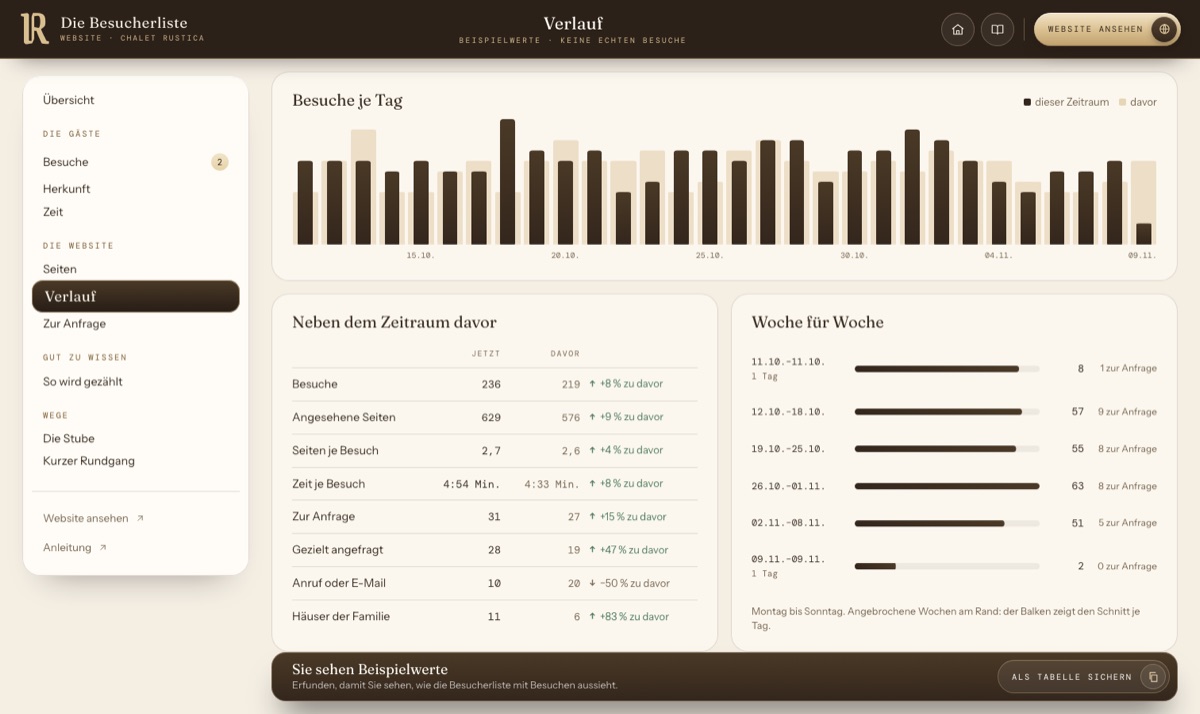 Die Besucherliste
WEBSITE · CHALET RUSTICA
Verlauf
BEISPIELWERTE · KEINE ECHTEN BESUCHE
WEBSITE ANSEHEN
Übersicht
DIE GÄSTE
Besuche 2
Herkunft
Zeit
DIE WEBSITE
Seiten
Verlauf
Zur Anfrage
GUT ZU WISSEN
So wird gezählt
WEGE
Die Stube
Kurzer Rundgang
Website ansehen ↗
Anleitung ↗
Besuche je Tag
dieser Zeitraum davor
15.10. 20.10. 25.10. 30.10. 04.11. 09.11.
Neben dem Zeitraum davor
JETZT DAVOR
Besuche 236 219 ↑ +8 % zu davor
Angesehene Seiten 629 576 ↑ +9 % zu davor
Seiten je Besuch 2,7 2,6 ↑ +4 % zu davor
Zeit je Besuch 4:54 Min. 4:33 Min. ↑ +8 % zu davor
Zur Anfrage 31 27 ↑ +15 % zu davor
Gezielt angefragt 28 19 ↑ +47 % zu davor
Anruf oder E-Mail 10 20 ↓ −50 % zu davor
Häuser der Familie 11 6 ↑ +83 % zu davor
Woche für Woche
11.10.–11.10. 8 1 zur Anfrage
1 Tag
12.10.–18.10. 57 9 zur Anfrage
19.10.–25.10. 55 8 zur Anfrage
26.10.–01.11. 63 8 zur Anfrage
02.11.–08.11. 51 5 zur Anfrage
09.11.–09.11. 2 0 zur Anfrage
1 Tag
Montag bis Sonntag. Angebrochene Wochen am Rand: der Balken zeigt den Schnitt je
Tag.
Sie sehen Beispielwerte
Erfunden, damit Sie sehen, wie die Besucherliste mit Besuchen aussieht.
ALS TABELLE SICHERN